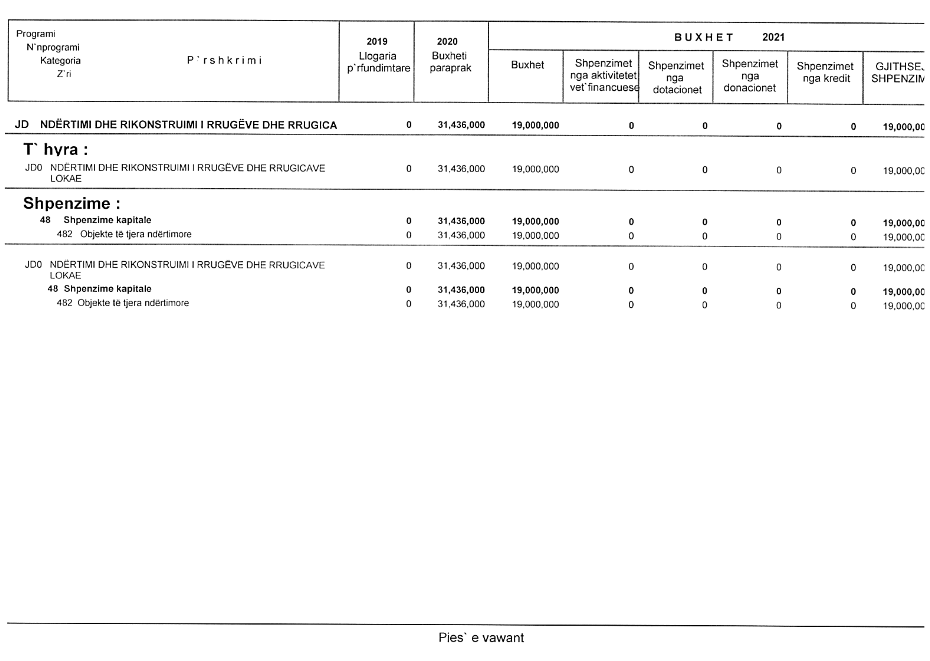 Programi
N`nprogrami
Kategoria
Z`ri
P`rshkrimi
2019
Llogaria
p`rfundimtare
2020
Buxheti
paraprak
BUXHET 2021
Buxhet
Shpenzimet
nga aktivitetet
vet`financuese
Shpenzimet
nga
dotacionet
Shpenzimet
nga
donacionet
Shpenzimet
nga kredit
GJITHSEJ
SHPENZIM
JD NDËRTIMI DHE RIKONSTRUIMI I RRUGËVE DHE RRUGICA 0 31,436,000 19,000,000 0 0 0 0 19,000,00
T` hyra :
JD0 NDËRTIMI DHE RIKONSTRUIMI I RRUGËVE DHE RRUGICAVE 0 31,436,000 19,000,000 0 0 0 0 19,000,00
LOKAE
Shpenzime :
48 Shpenzime kapitale 0 31,436,000 19,000,000 0 0 0 0 19,000,00
482 Objekte të tjera ndërtimore 0 31,436,000 19,000,000 0 0 0 0 19,000,00
JD0 NDËRTIMI DHE RIKONSTRUIMI I RRUGËVE DHE RRUGICAVE 0 31,436,000 19,000,000 0 0 0 0 19,000,00
LOKAE
48 Shpenzime kapitale 0 31,436,000 19,000,000 0 0 0 0 19,000,00
482 Objekte të tjera ndërtimore 0 31,436,000 19,000,000 0 0 0 0 19,000,00
Pies` e vawant